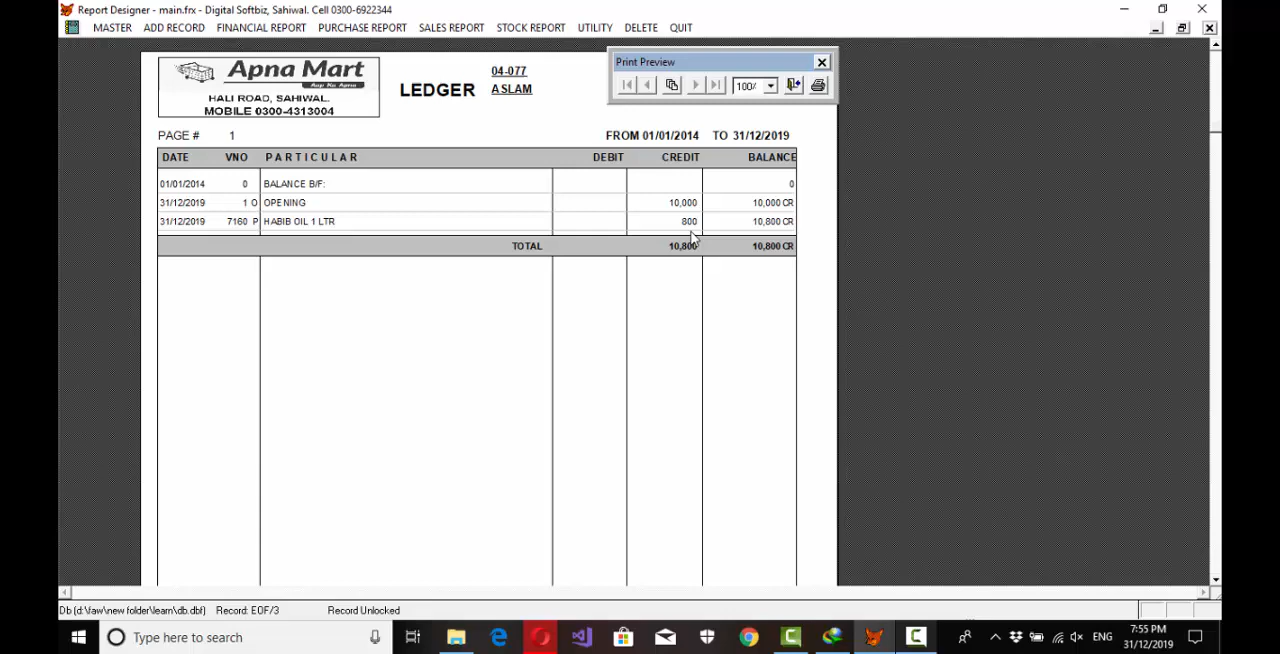 Report Designer - main.frx - Digital Softbiz, Sahiwal. Cell 0300-6922344
MASTER ADD RECORD FINANCIAL REPORT PURCHASE REPORT SALES REPORT STOCK REPORT UTILITY DELETE QUIT
Apna Mart
Aap Ka Apna
HALI ROAD, SAHIWAL.
MOBILE 0300-4313004
LEDGER
04-077
ASLAM
Print Preview
100%
PAGE # 1 FROM 01/01/2014 TO 31/12/2019
DATE VNO PARTICULAR DEBIT CREDIT BALANCE
01/01/2014 0 BALANCE B/F: 0
31/12/2019 1 O OPENING 10,000 10,000 CR
31/12/2019 7160 P HABIB OIL 1 LTR 800 10,800 CR
TOTAL 10,800 10,800 CR
Db (d:\faw\new folder\learn\db.dbf) Record: EOF/3 Record Unlocked
Type here to search
ENG
7:55 PM
31/12/2019